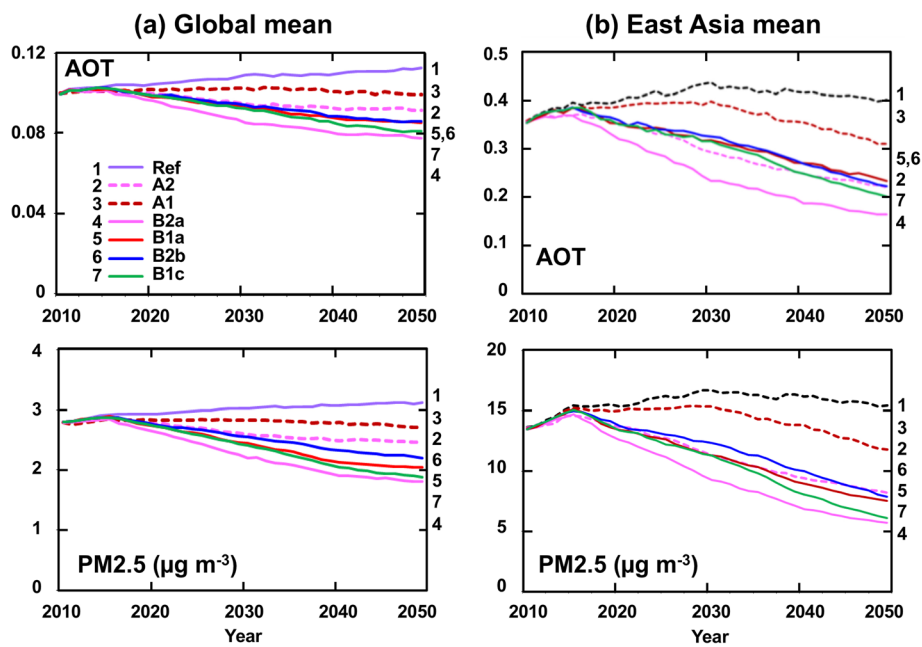 (a) Global mean
(b) East Asia mean
0.12
0.08
0.04
0
AOT
1 Ref
2 A2
3 A1
4 B2a
5 B1a
6 B2b
7 B1c
1
3
2
5,6
7
4
2010 2020 2030 2040 2050
0.5
0.4
0.3
0.2
0.1
0
AOT
1
3
5,6
2
7
4
2010 2020 2030 2040 2050
4
3
2
1
0
PM2.5 (μg m-3)
1
3
2
6
5
7
4
2010 2020 2030 2040 2050
Year
20
15
10
5
0
PM2.5 (μg m-3)
1
3
2
6
5
7
4
2010 2020 2030 2040 2050
Year